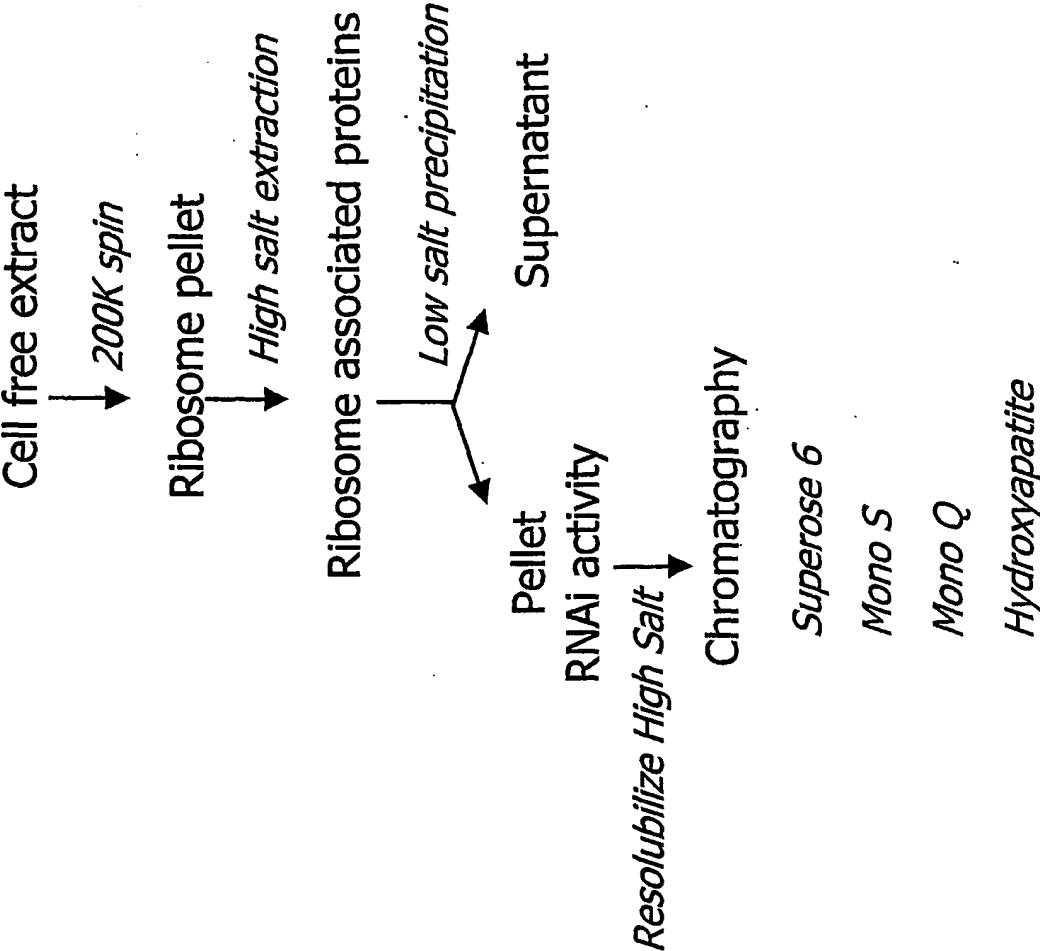 Cell free extract
200K spin
Ribosome pellet
High salt extraction
Ribosome associated proteins
Low salt precipitation
Pellet
RNAi activity
Supernatant
Resolubilize High Salt
Chromatography
Superose 6
Mono S
Mono Q
Hydroxyapatite